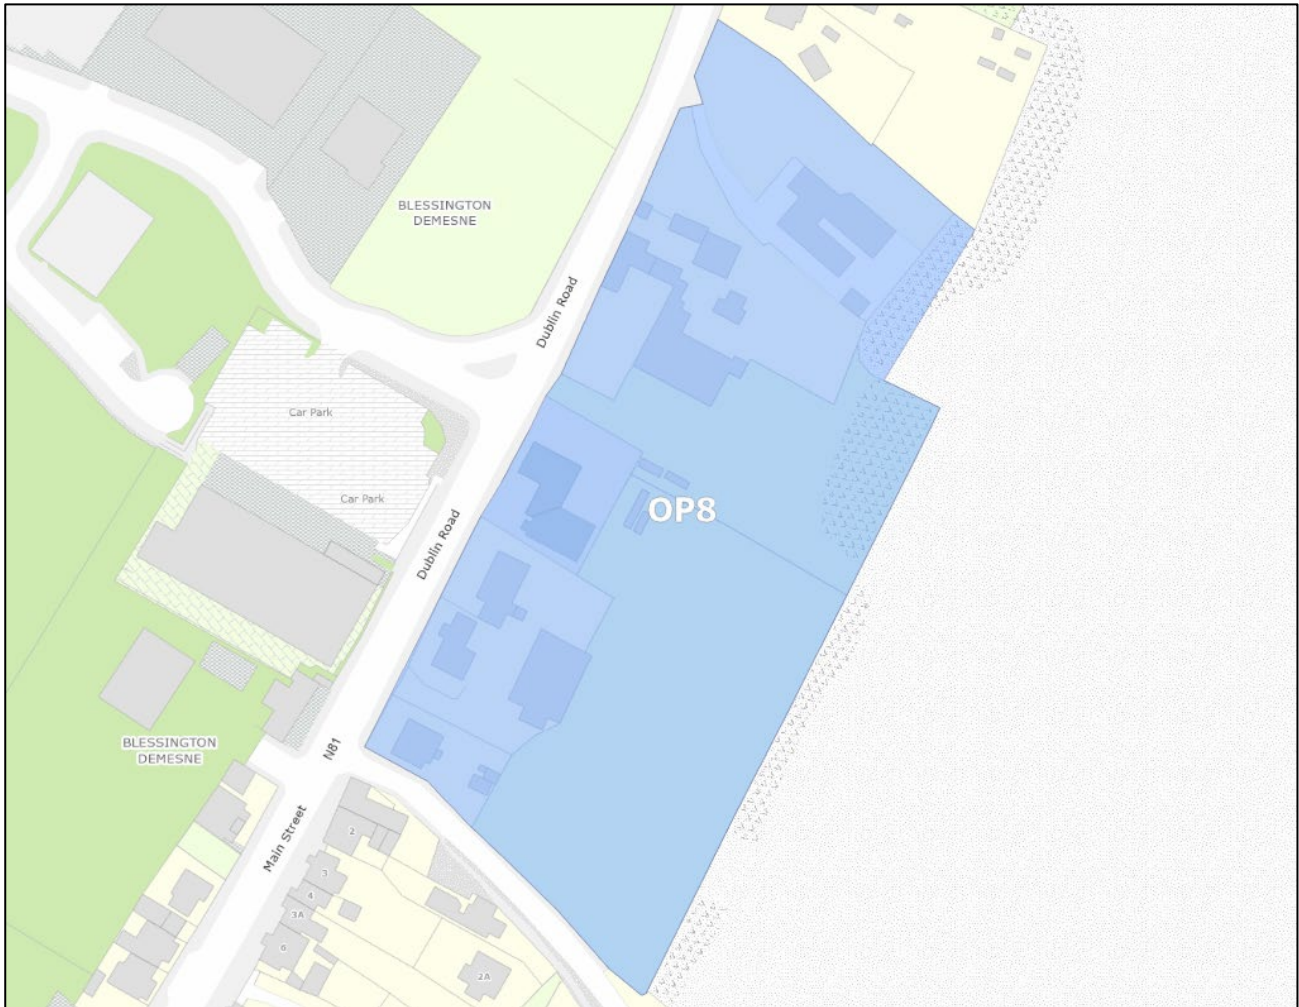 BLESSINGTON
DEMESNE
Dublin Road
Car Park
Car Park
OP8
Dublin Road
BLESSINGTON
DEMESNE
N81
Main Street
2
3
4
3A
6
2A